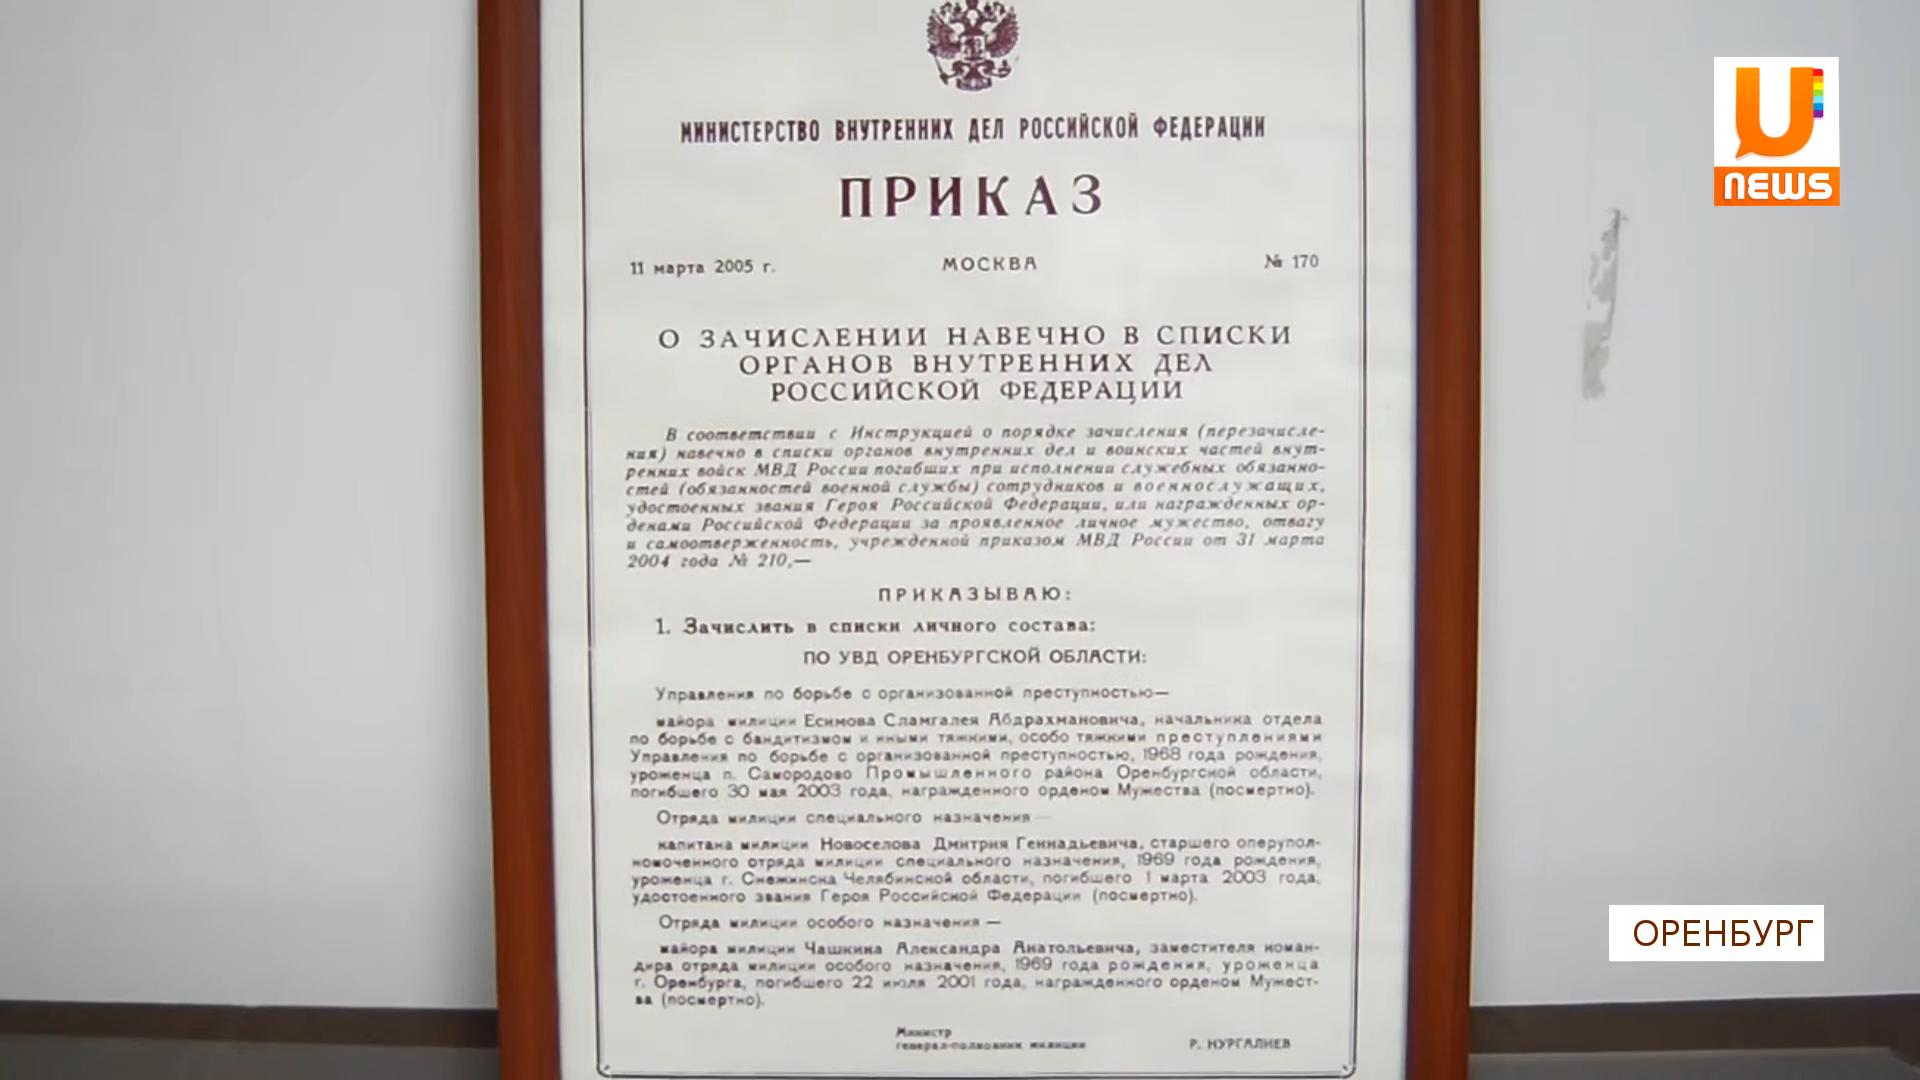 МИНИСТЕРСТВО ВНУТРЕННИХ ДЕЛ РОССИЙСКОЙ ФЕДЕРАЦИИ
ПРИКАЗ
11 марта 2005 г. МОСКВА № 170
О ЗАЧИСЛЕНИИ НАВЕЧНО В СПИСКИ
ОРГАНОВ ВНУТРЕННИХ ДЕЛ
РОССИЙСКОЙ ФЕДЕРАЦИИ
В соответствии с Инструкцией о порядке зачисления (перезачисле-
ния) навечно в списки органов внутренних дел и воинских частей внут-
ренних войск МВД России погибших при исполнении служебных обязанно-
стей (обязанностей военной службы) сотрудников и военнослужащих,
удостоенных звания Героя Российской Федерации, или награжденных ор-
денами Российской Федерации за проявленное личное мужество, отвагу
и самоотверженность, учрежденной приказом МВД России от 31 марта
2004 года № 210,—
ПРИКАЗЫВАЮ:
1. Зачислить в списки личного состава:
ПО УВД ОРЕНБУРГСКОЙ ОБЛАСТИ:
Управления по борьбе с организованной преступностью—
майора милиции Есимова Сламгалея Абдрахмановича, начальника отдела
по борьбе с бандитизмом и иными тяжкими, особо тяжкими преступлениями
Управления по борьбе с организованной преступностью, 1968 года рождения,
уроженца п. Самородово Промышленного района Оренбургской области,
погибшего 30 мая 2003 года, награжденного орденом Мужества (посмертно).
Отряда милиции специального назначения—
капитана милиции Новоселова Дмитрия Геннадьевича, старшего оперупол-
номоченного отряда милиции специального назначения, 1969 года рождения,
уроженца г. Снежинска Челябинской области, погибшего 1 марта 2003 года,
удостоенного звания Героя Российской Федерации (посмертно).
Отряда милиции особого назначения —
майора милиции Чашкина Александра Анатольевича, заместителя коман-
дира отряда милиции особого назначения, 1969 года рождения, уроженца
г. Оренбурга, погибшего 22 июля 2001 года, награжденного орденом Мужест-
ва (посмертно).
Министр
генерал-полковник милиции Р. НУРГАЛИЕВ
U
NEWS
ОРЕНБУРГ